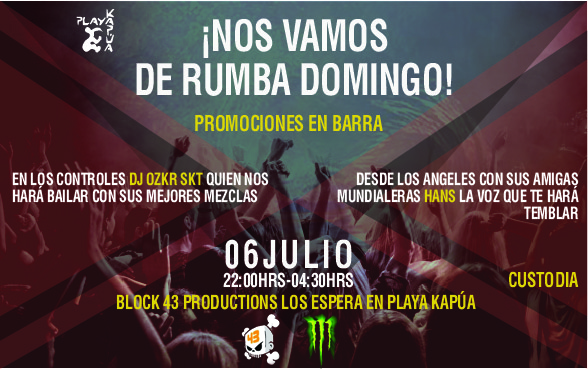 PLAY KAPUA
¡NOS VAMOS
DE RUMBA DOMINGO!
PROMOCIONES EN BARRA
EN LOS CONTROLES DJ OZKR SKT QUIEN NOS
HARÁ BAILAR CON SUS MEJORES MEZCLAS
DESDE LOS ANGELES CON SUS AMIGAS
MUNDIALERAS HANS LA VOZ QUE TE HARÁ
TEMBLAR
06JULIO
22:00HRS-04:30HRS
CUSTODIA
BLOCK 43 PRODUCTIONS LOS ESPERA EN PLAYA KAPÚA
43